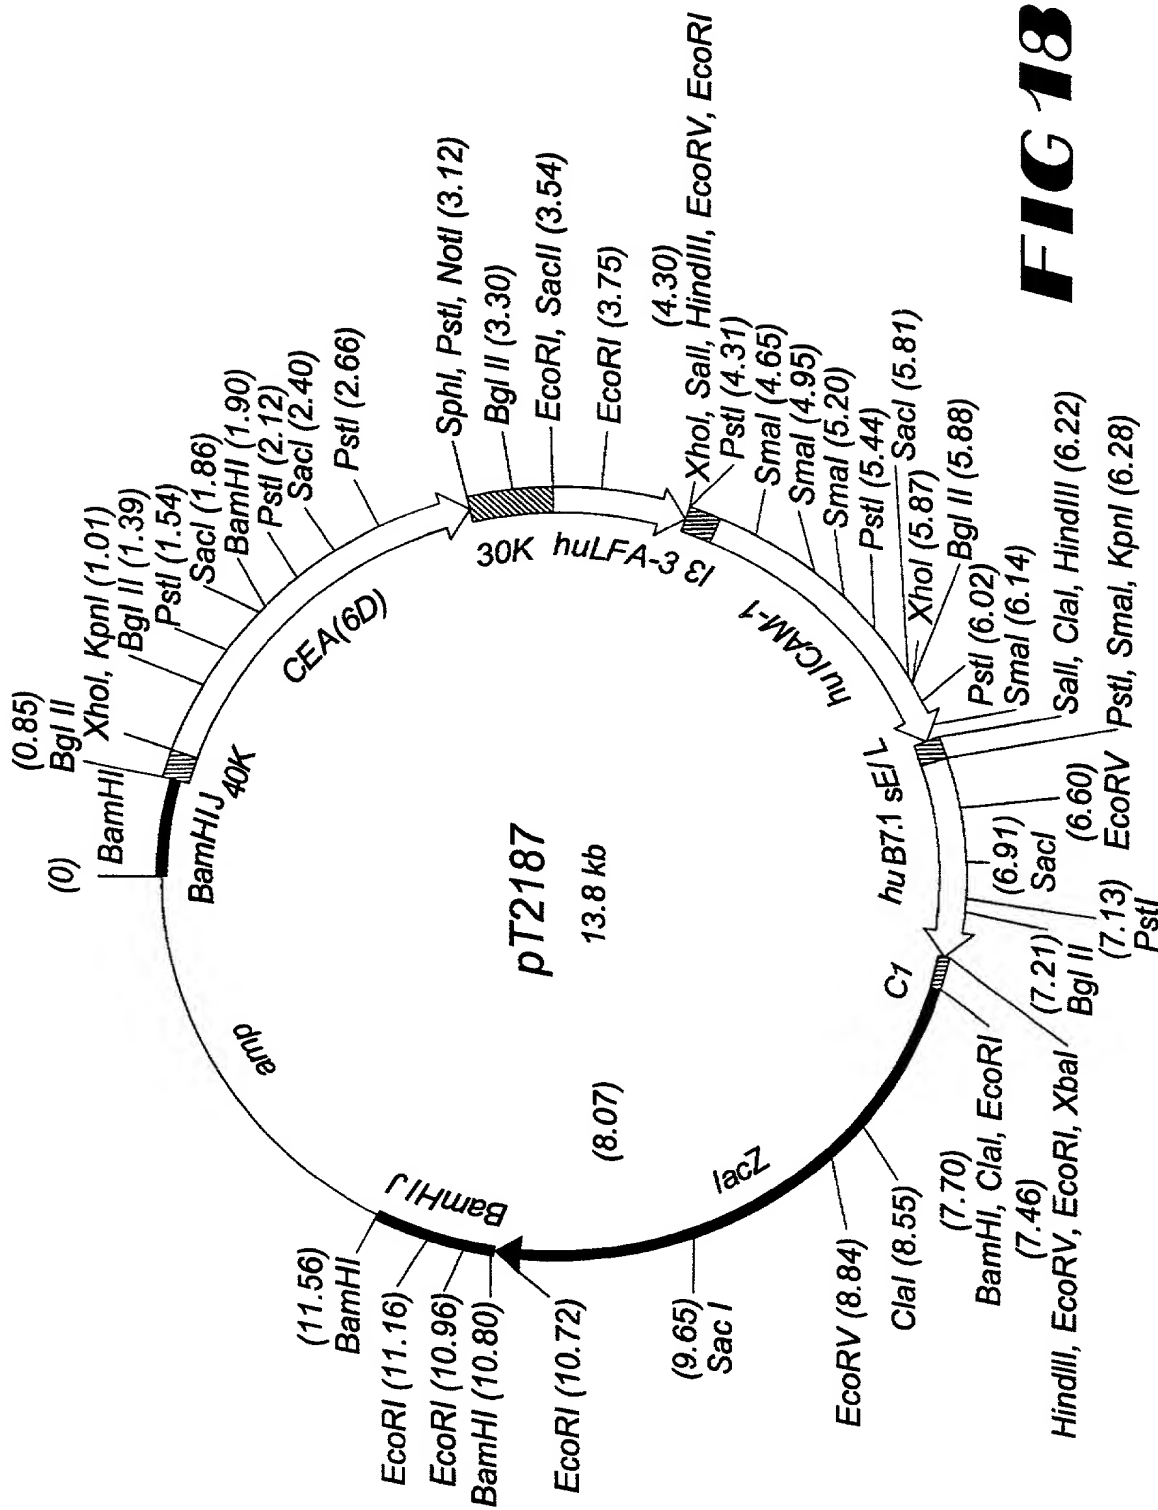 (0)
BamHI
(0.85)
Bgl II
XhoI, KpnI (1.01)
Bgl II (1.39)
PstI (1.54)
SacI (1.86)
BamHI (1.90)
PstI (2.12)
SacI (2.40)
PstI (2.66)
SphI, PstI, NotI (3.12)
Bgl II (3.30)
EcoRI, SacII (3.54)
EcoRI (3.75)
(4.30)
XhoI, SalI, HindIII, EcoRV, EcoRI
PstI (4.31)
SmaI (4.65)
SmaI (4.95)
SmaI (5.20)
PstI (5.44)
SacI (5.81)
XhoI (5.87)
Bgl II (5.88)
PstI (6.02)
SmaI (6.14)
SalI, ClaI, HindIII (6.22)
PstI, SmaI, KpnI (6.28)
(6.60)
EcoRV
(6.91)
SacI
(7.13)
PstI
(7.21)
Bgl II
(7.46)
HindIII, EcoRV, EcoRI, XbaI
(7.70)
BamHI, ClaI, EcoRI
ClaI (8.55)
EcoRV (8.84)
(9.65)
Sac I
EcoRI (10.72)
BamHI (10.80)
EcoRI (10.96)
EcoRI (11.16)
(11.56)
BamHI
BamHI J
40K
CEA(6D)
30K
huLFA-3
I3
huICAM-1
sE/L
huB7.1
C1
lacZ
(8.07)
BamHI J
amp
pT2187
13.8 kb
FIG 18